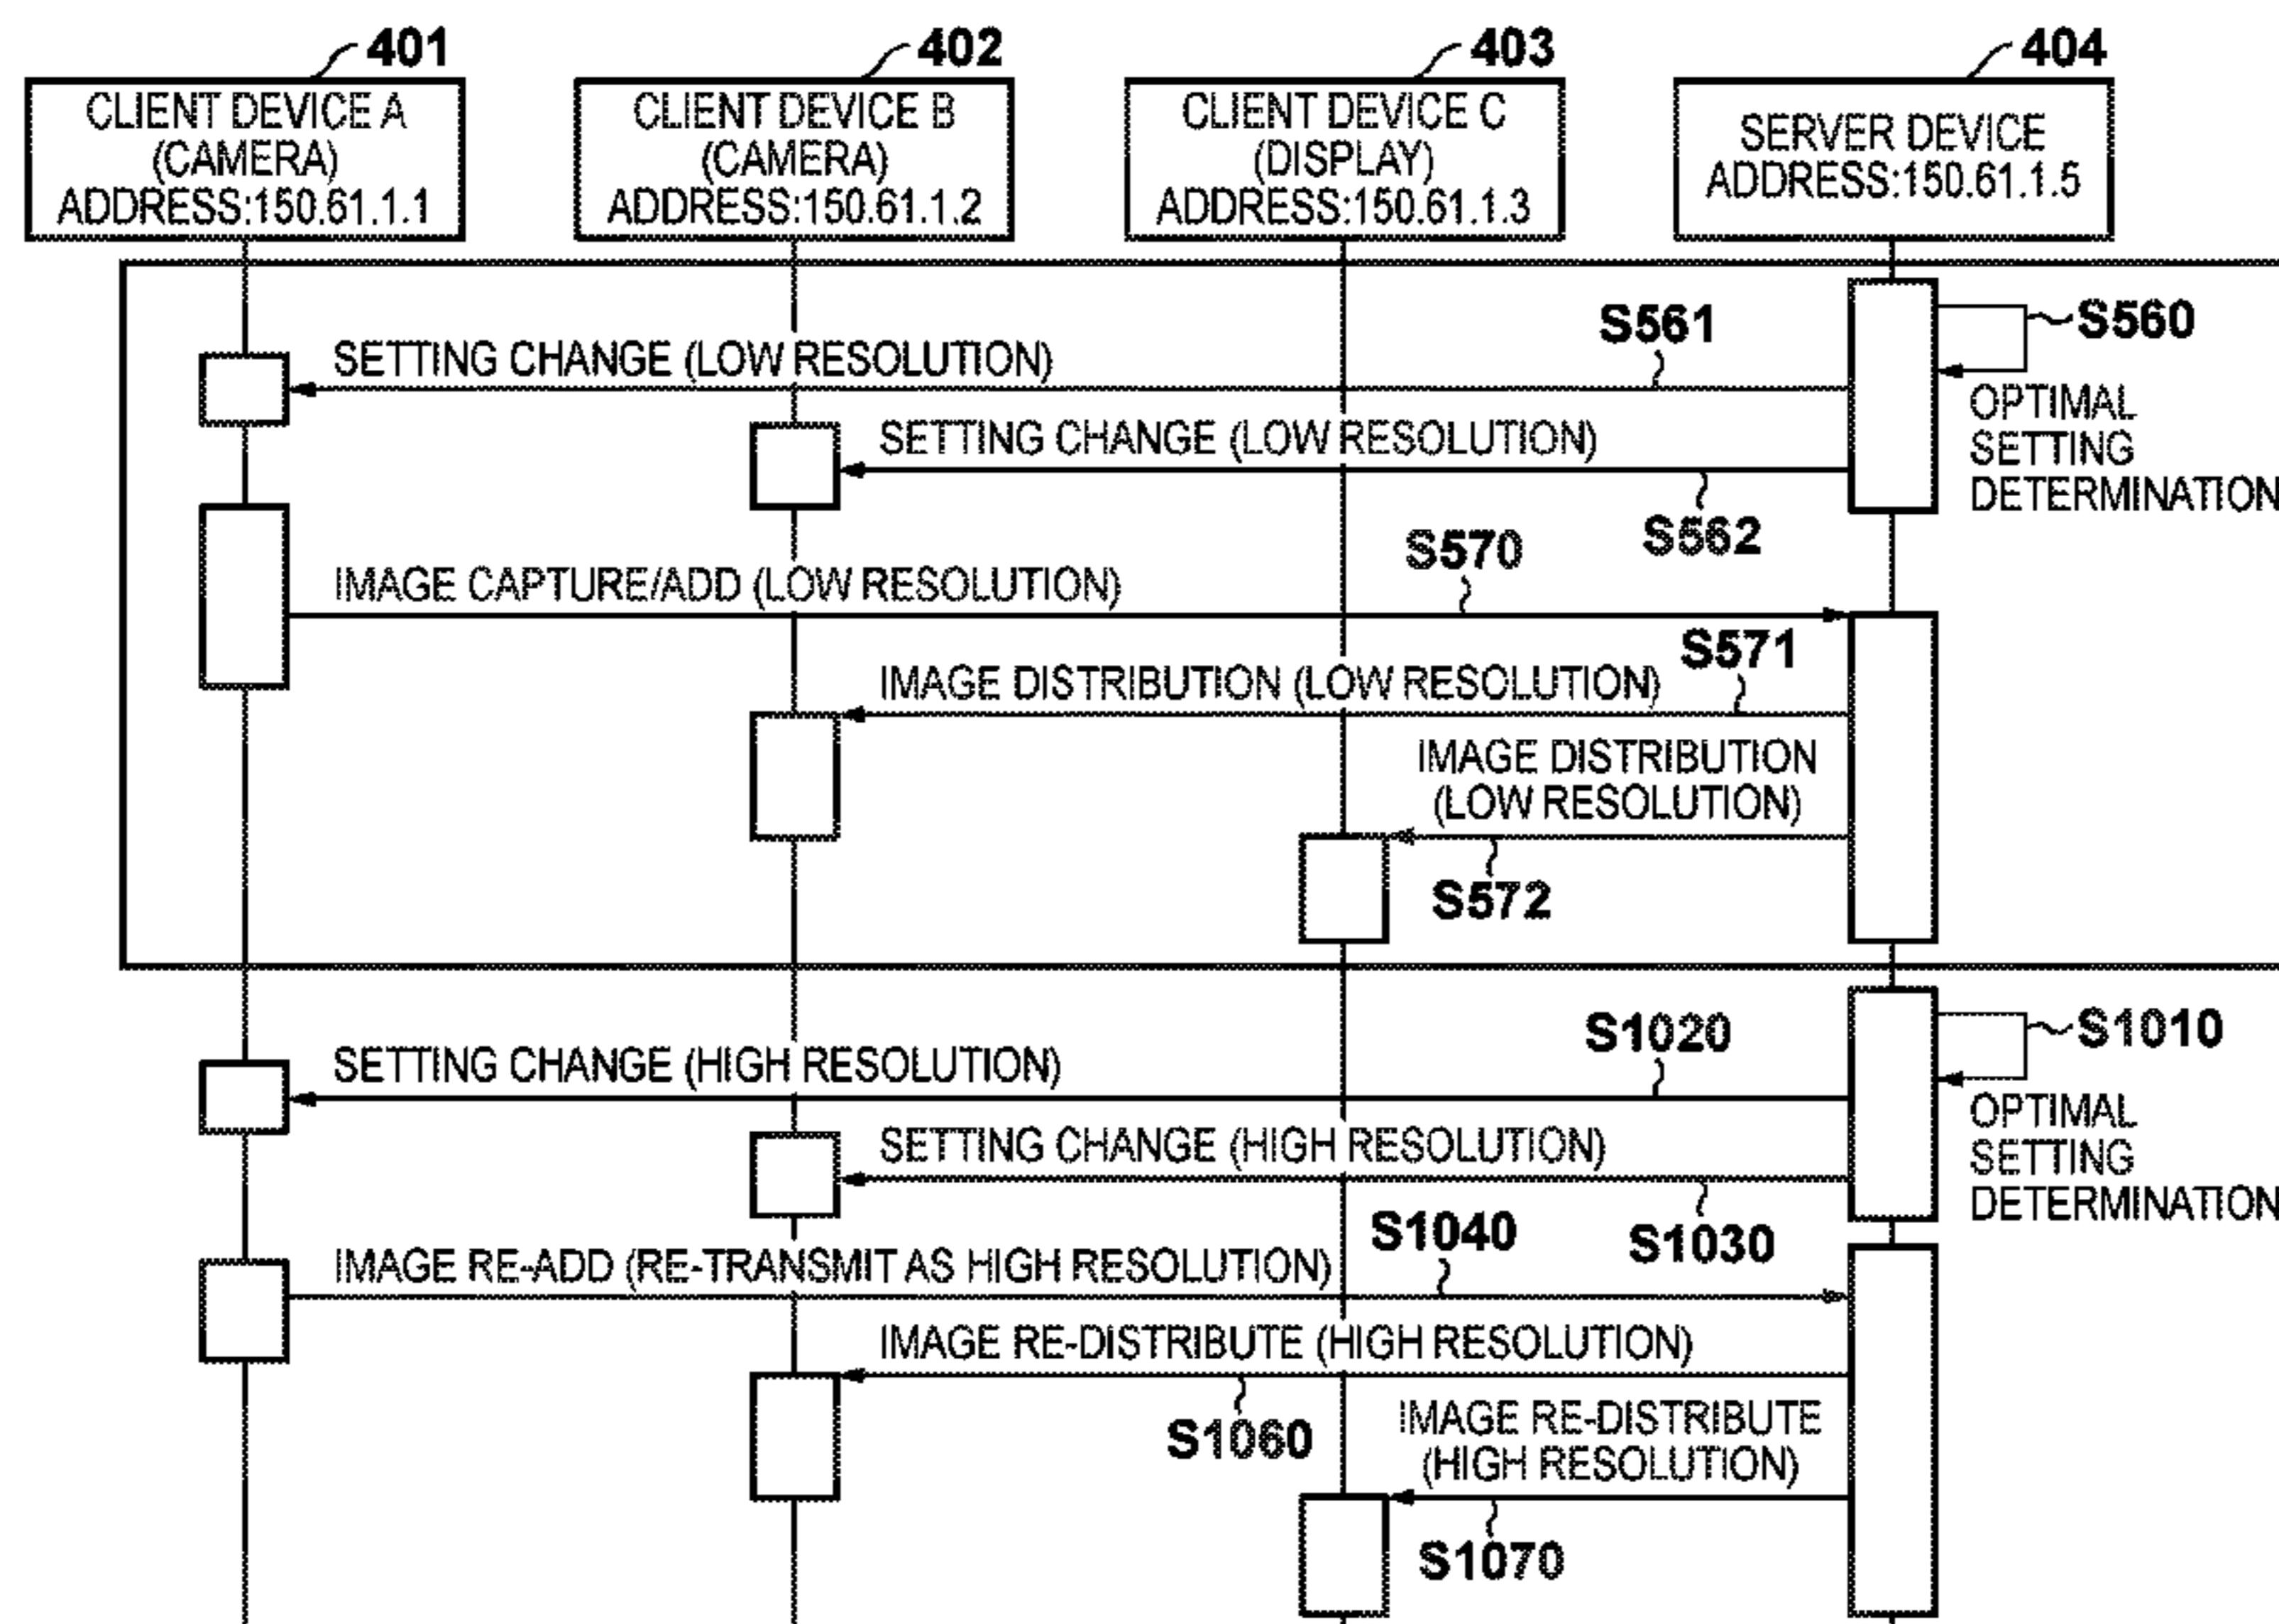 401
402
403
404
CLIENT DEVICE A
(CAMERA)
ADDRESS:150.61.1.1
CLIENT DEVICE B
(CAMERA)
ADDRESS:150.61.1.2
CLIENT DEVICE C
(DISPLAY)
ADDRESS:150.61.1.3
SERVER DEVICE
ADDRESS:150.61.1.5
S560
OPTIMAL
SETTING
DETERMINATION
S561
SETTING CHANGE (LOW RESOLUTION)
SETTING CHANGE (LOW RESOLUTION)
S562
S570
IMAGE CAPTURE/ADD (LOW RESOLUTION)
S571
IMAGE DISTRIBUTION (LOW RESOLUTION)
IMAGE DISTRIBUTION
(LOW RESOLUTION)
S572
S1010
OPTIMAL
SETTING
DETERMINATION
S1020
SETTING CHANGE (HIGH RESOLUTION)
SETTING CHANGE (HIGH RESOLUTION)
S1030
S1040
IMAGE RE-ADD (RE-TRANSMIT AS HIGH RESOLUTION)
IMAGE RE-DISTRIBUTE (HIGH RESOLUTION)
S1060
IMAGE RE-DISTRIBUTE
(HIGH RESOLUTION)
S1070